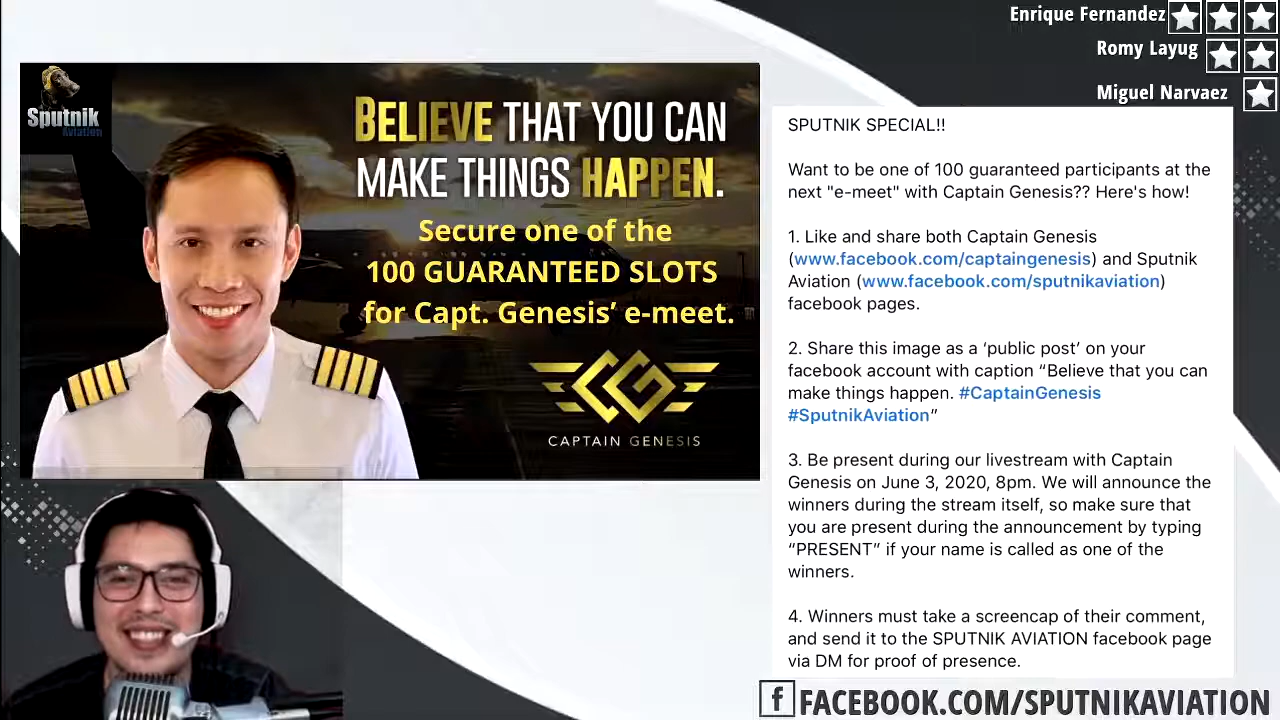 Enrique Fernandez
Romy Layug
Miguel Narvaez
Sputnik
Aviation
BELIEVE THAT YOU CAN
MAKE THINGS HAPPEN.
Secure one of the
100 GUARANTEED SLOTS
for Capt. Genesis’ e-meet.
CAPTAIN GENESIS
SPUTNIK SPECIAL!!
Want to be one of 100 guaranteed participants at the
next "e-meet" with Captain Genesis?? Here's how!
1. Like and share both Captain Genesis
(www.facebook.com/captaingenesis) and Sputnik
Aviation (www.facebook.com/sputnikaviation)
facebook pages.
2. Share this image as a ‘public post’ on your
facebook account with caption “Believe that you can
make things happen. #CaptainGenesis
#SputnikAviation”
3. Be present during our livestream with Captain
Genesis on June 3, 2020, 8pm. We will announce the
winners during the stream itself, so make sure that
you are present during the announcement by typing
“PRESENT” if your name is called as one of the
winners.
4. Winners must take a screencap of their comment,
and send it to the SPUTNIK AVIATION facebook page
via DM for proof of presence.
FACEBOOK.COM/SPUTNIKAVIATION